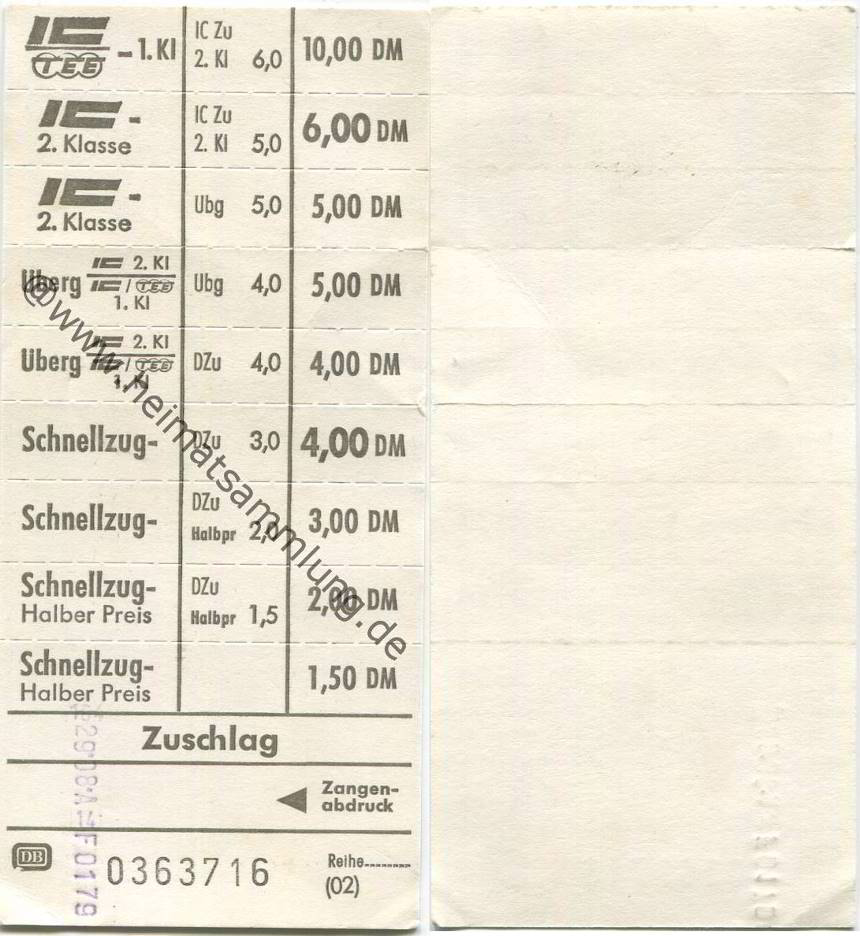 IC TEE - 1. Kl IC Zu 2. Kl 6,0 10,00 DM
IC - 2. Klasse IC Zu 2. Kl 5,0 6,00 DM
IC - 2. Klasse Ubg 5,0 5,00 DM
Überg IC 2. Kl IC / TEE 1. Kl Ubg 4,0 5,00 DM
Überg IC 2. Kl IC / TEE 1. Kl DZu 4,0 4,00 DM
Schnellzug- DZu 3,0 4,00 DM
Schnellzug- DZu Halbpr 2,0 3,00 DM
Schnellzug- Halber Preis DZu Halbpr 1,5 2,00 DM
Schnellzug- Halber Preis 1,50 DM
Zuschlag
Zangen-
abdruck
DB 0363716 Reihe
(02)
@www.heimatsammlung.de